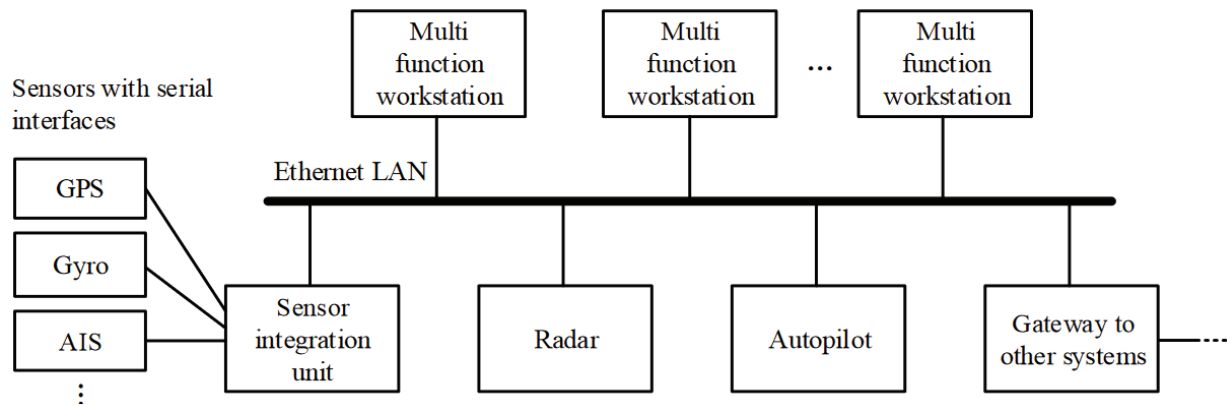 Multi
function
workstation
Multi
function
workstation
...
Multi
function
workstation
Sensors with serial
interfaces
Ethernet LAN
GPS
Gyro
AIS
⋮
Sensor
integration
unit
Radar
Autopilot
Gateway to
other systems